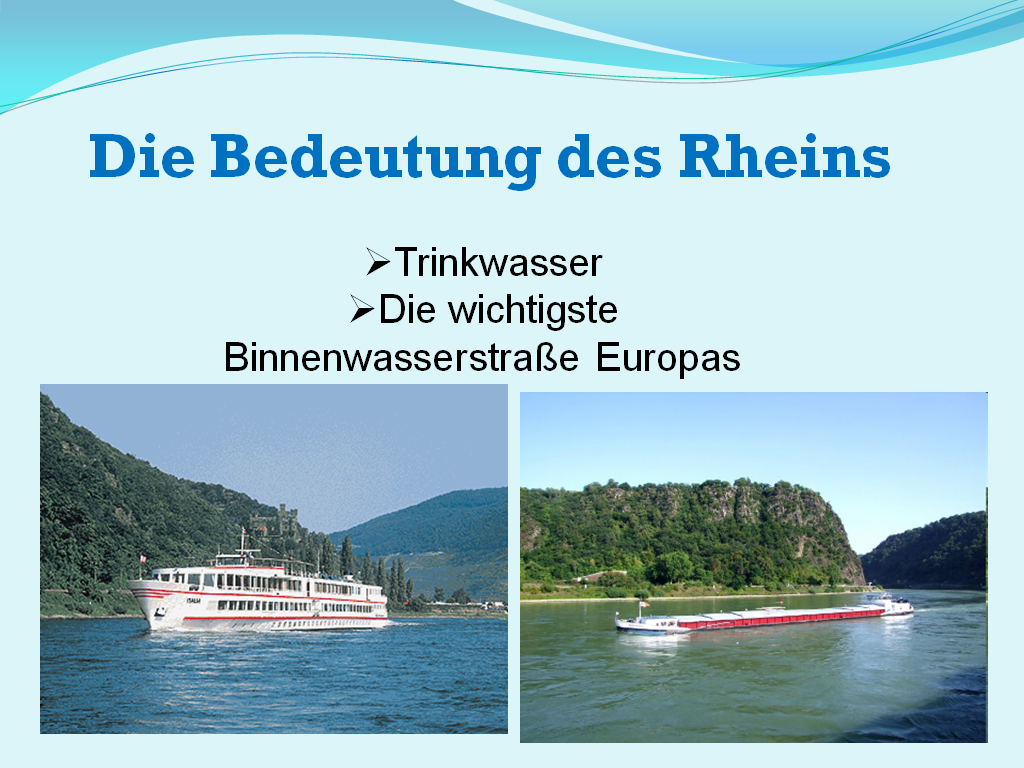 Die Bedeutung des Rheins
➢Trinkwasser
➢Die wichtigste
Binnenwasserstraße Europas